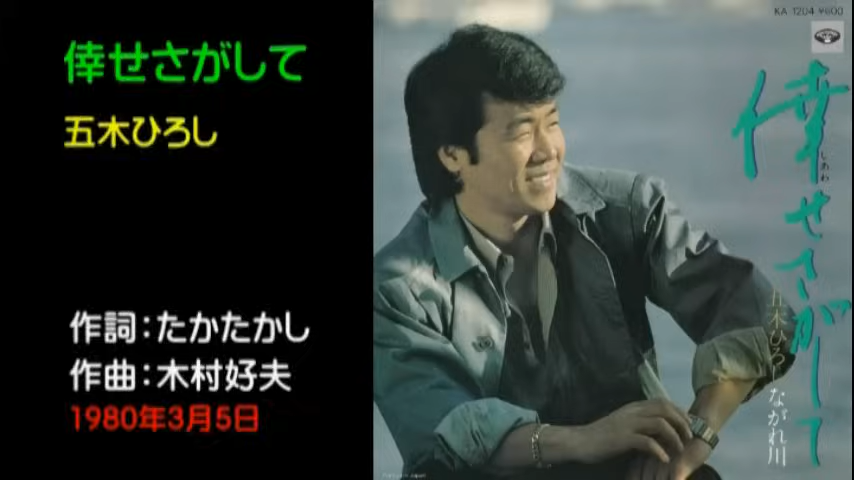 倖せさがして
五木ひろし
作詞：たかたかし
作曲：木村好夫
1980年3月5日
KA 1204 ¥600
倖せさがして
しあわ
五木ひろし
ながれ川